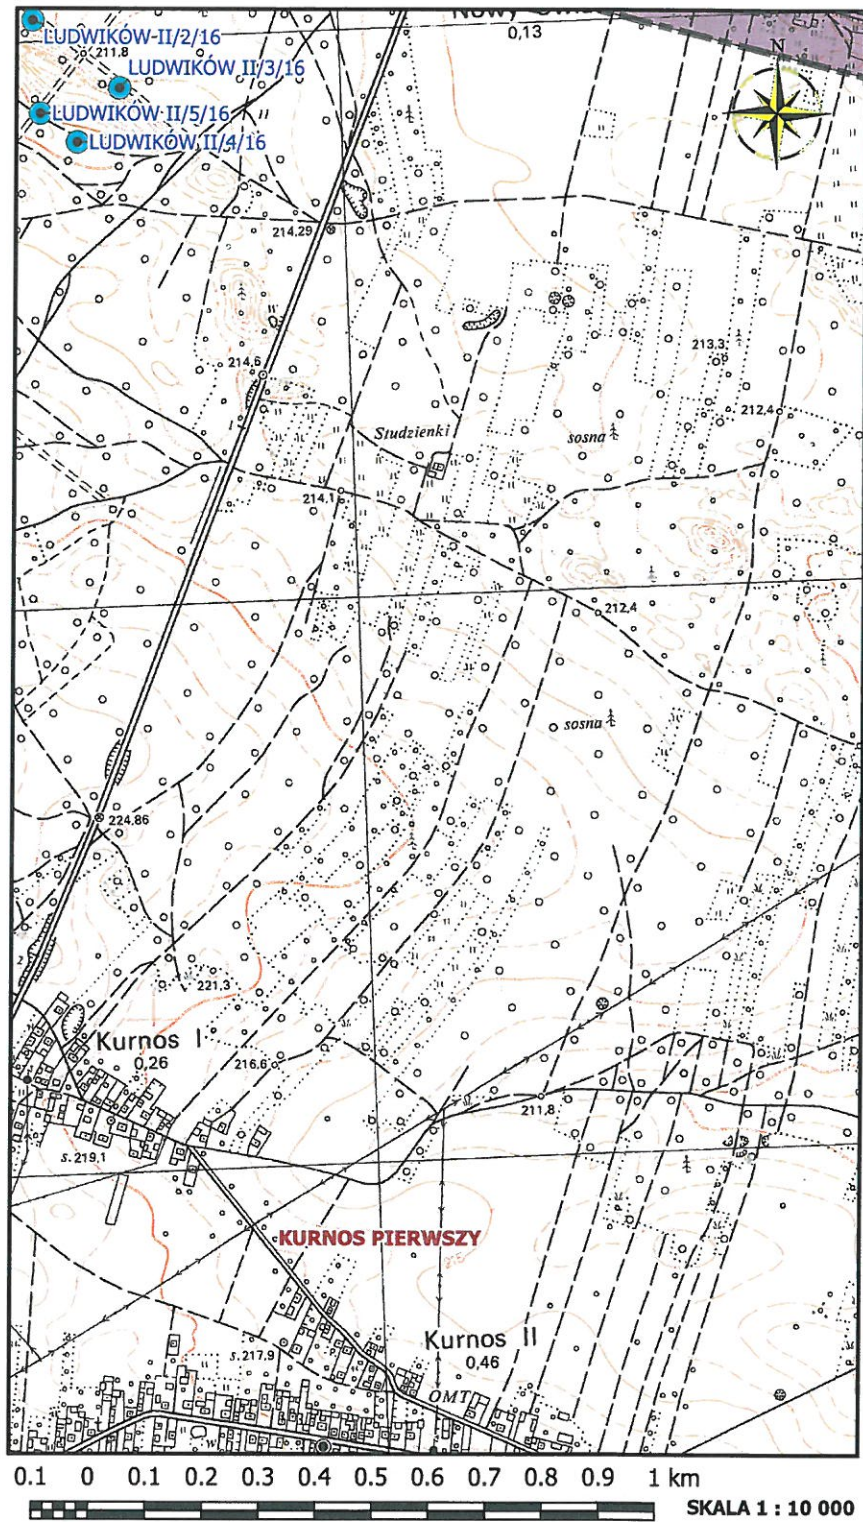 0,13
N
LUDWIKÓW-II/2/16
211.8
LUDWIKÓW II/3/16
LUDWIKÓW II/5/16
LUDWIKÓW II/4/16
214,29
W
213,3
214,6
212,4
1
Studzienki
sosna
214,1
212,4
sosna
224,86
2
221,3
Kurnos I
0,26
216,6
211,8
s.219,1
KURNOS PIERWSZY
Kurnos II
0,46
s.217,9
OMT
w
0.1 0 0.1 0.2 0.3 0.4 0.5 0.6 0.7 0.8 0.9 1 km
SKALA 1 : 10 000